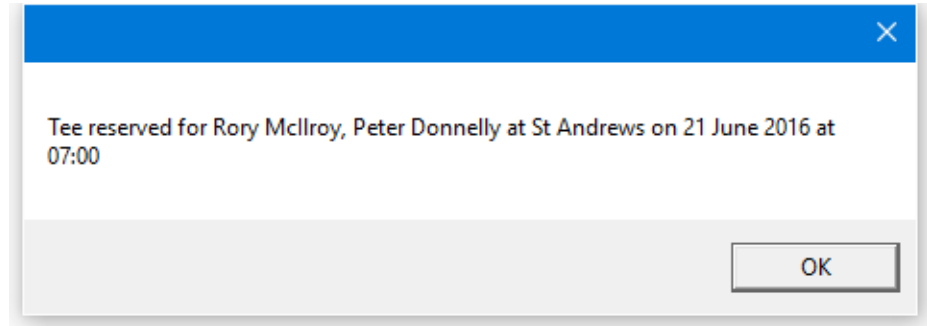 Tee reserved for Rory McIlroy, Peter Donnelly at St Andrews on 21 June 2016 at
07:00
OK